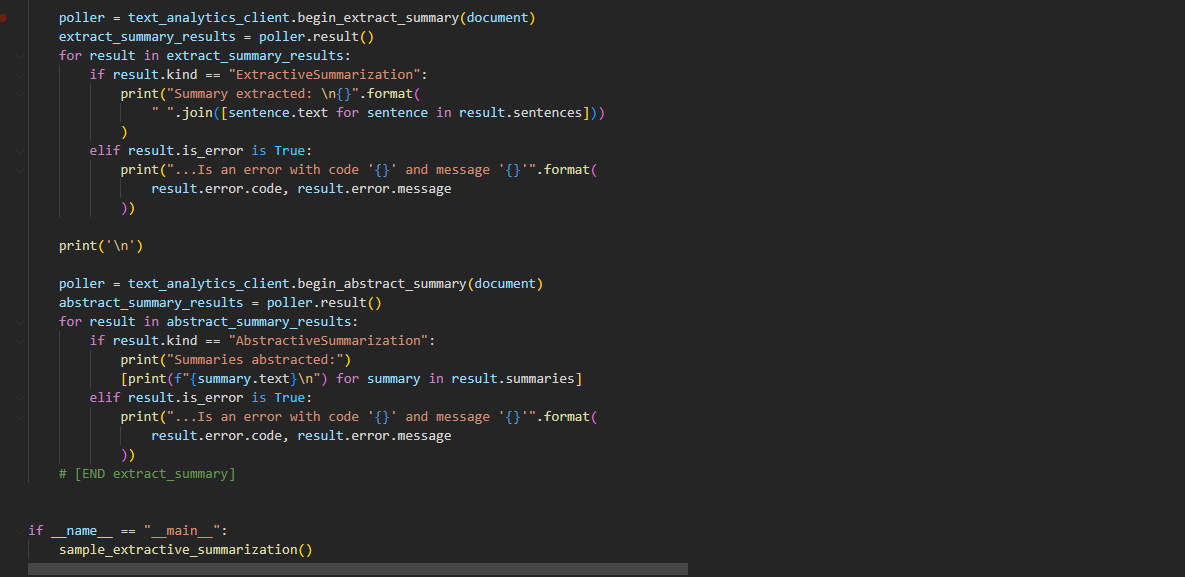 poller = text_analytics_client.begin_extract_summary(document)
extract_summary_results = poller.result()
for result in extract_summary_results:
if result.kind == "ExtractiveSummarization":
print("Summary extracted: \n{}".format(
" ".join([sentence.text for sentence in result.sentences]))
)
elif result.is_error is True:
print("...Is an error with code '{}' and message '{}'".format(
result.error.code, result.error.message
))
print('\n')
poller = text_analytics_client.begin_abstract_summary(document)
abstract_summary_results = poller.result()
for result in abstract_summary_results:
if result.kind == "AbstractiveSummarization":
print("Summaries abstracted:")
[print(f"{summary.text}\n") for summary in result.summaries]
elif result.is_error is True:
print("...Is an error with code '{}' and message '{}'".format(
result.error.code, result.error.message
))
# [END extract_summary]
if __name__ == "__main__":
sample_extractive_summarization()